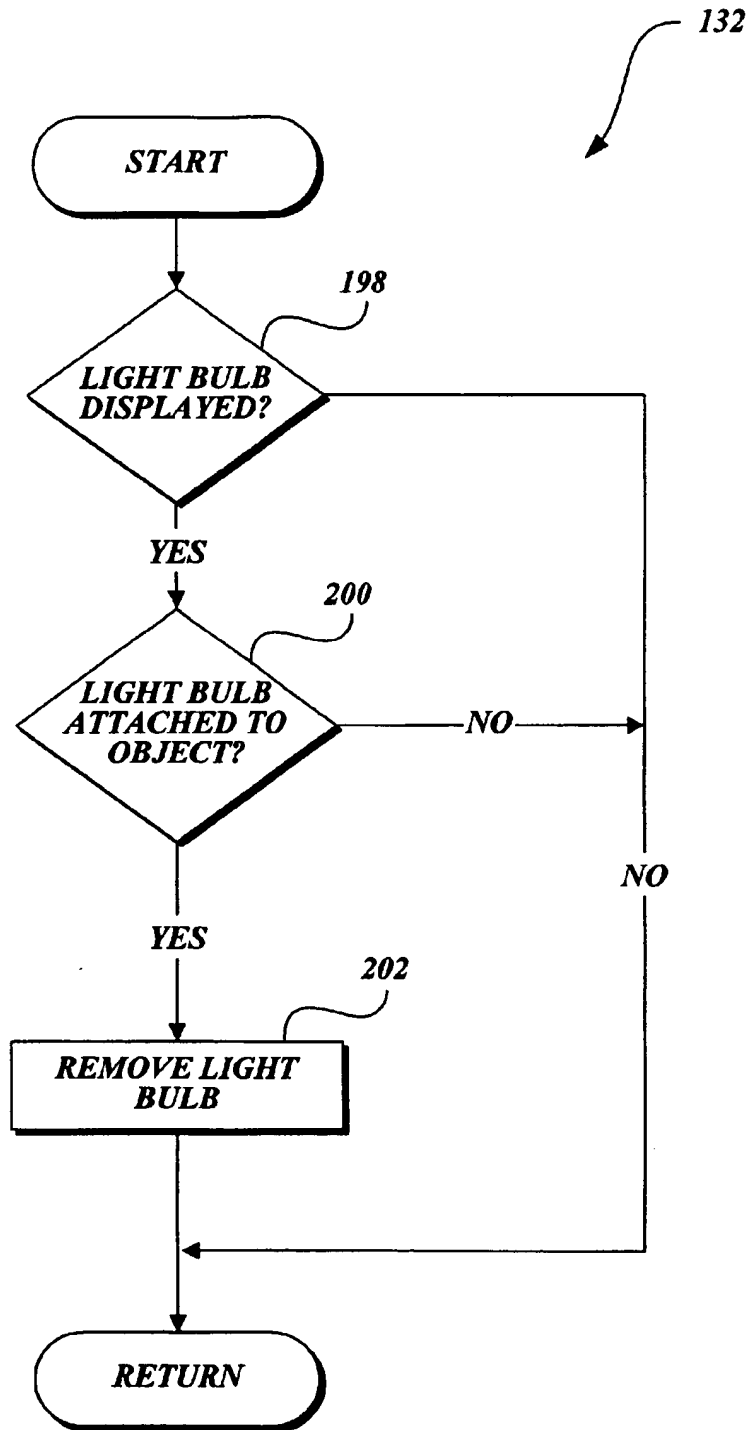 132
START
198
LIGHT BULB
DISPLAYED?
YES
200
LIGHT BULB
ATTACHED TO
OBJECT?
NO
NO
YES
202
REMOVE LIGHT
BULB
RETURN